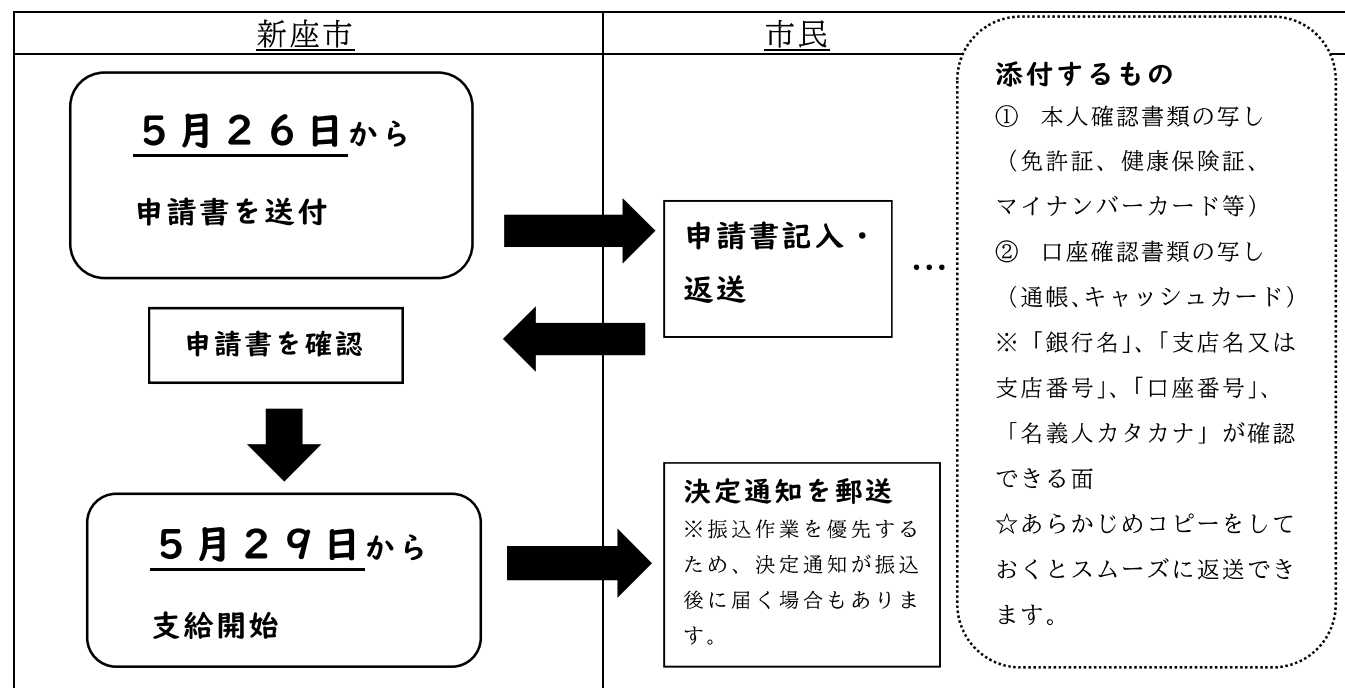 新座市
市民
５月２６日から
申請書を送付
申請書記入・
返送
…
添付するもの
①　本人確認書類の写し
（免許証、健康保険証、
マイナンバーカード等）
②　口座確認書類の写し
（通帳、キャッシュカード）
※「銀行名」、「支店名又は
支店番号」、「口座番号」、
「名義人カタカナ」が確認
できる面
☆あらかじめコピーをして
おくとスムーズに返送でき
ます。
申請書を確認
５月２９日から
支給開始
決定通知を郵送
※振込作業を優先する
ため、決定通知が振込
後に届く場合もありま
す。